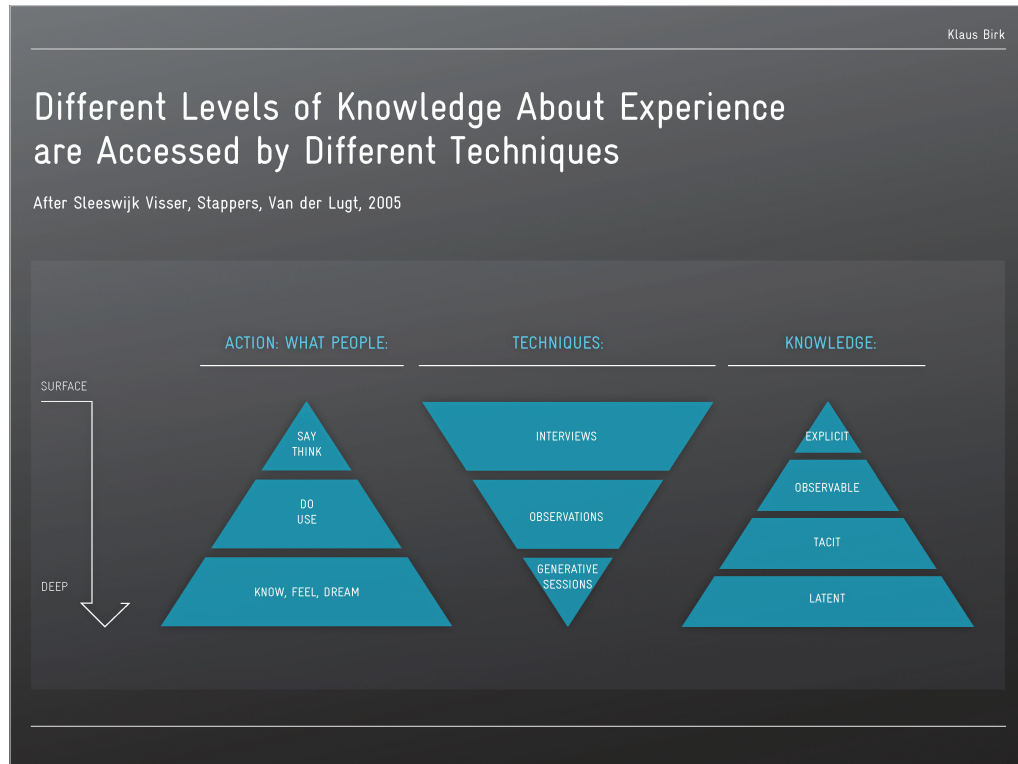 Klaus Birk
Different Levels of Knowledge About Experience
are Accessed by Different Techniques
After Sleeswijk Visser, Stappers, Van der Lugt, 2005
ACTION: WHAT PEOPLE:
TECHNIQUES:
KNOWLEDGE:
SURFACE
DEEP
SAY
THINK
DO
USE
KNOW, FEEL, DREAM
INTERVIEWS
OBSERVATIONS
GENERATIVE
SESSIONS
EXPLICIT
OBSERVABLE
TACIT
LATENT